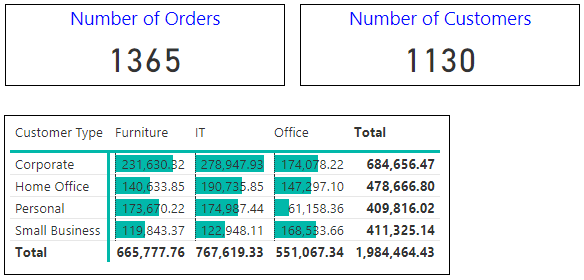 Number of Orders
1365
Number of Customers
1130
Customer Type Furniture IT Office Total
Corporate 231,630.32 278,947.93 174,078.22 684,656.47
Home Office 140,633.85 190,735.85 147,297.10 478,666.80
Personal 173,670.22 174,987.44 61,158.36 409,816.02
Small Business 119,843.37 122,948.11 168,533.66 411,325.14
Total 665,777.76 767,619.33 551,067.34 1,984,464.43